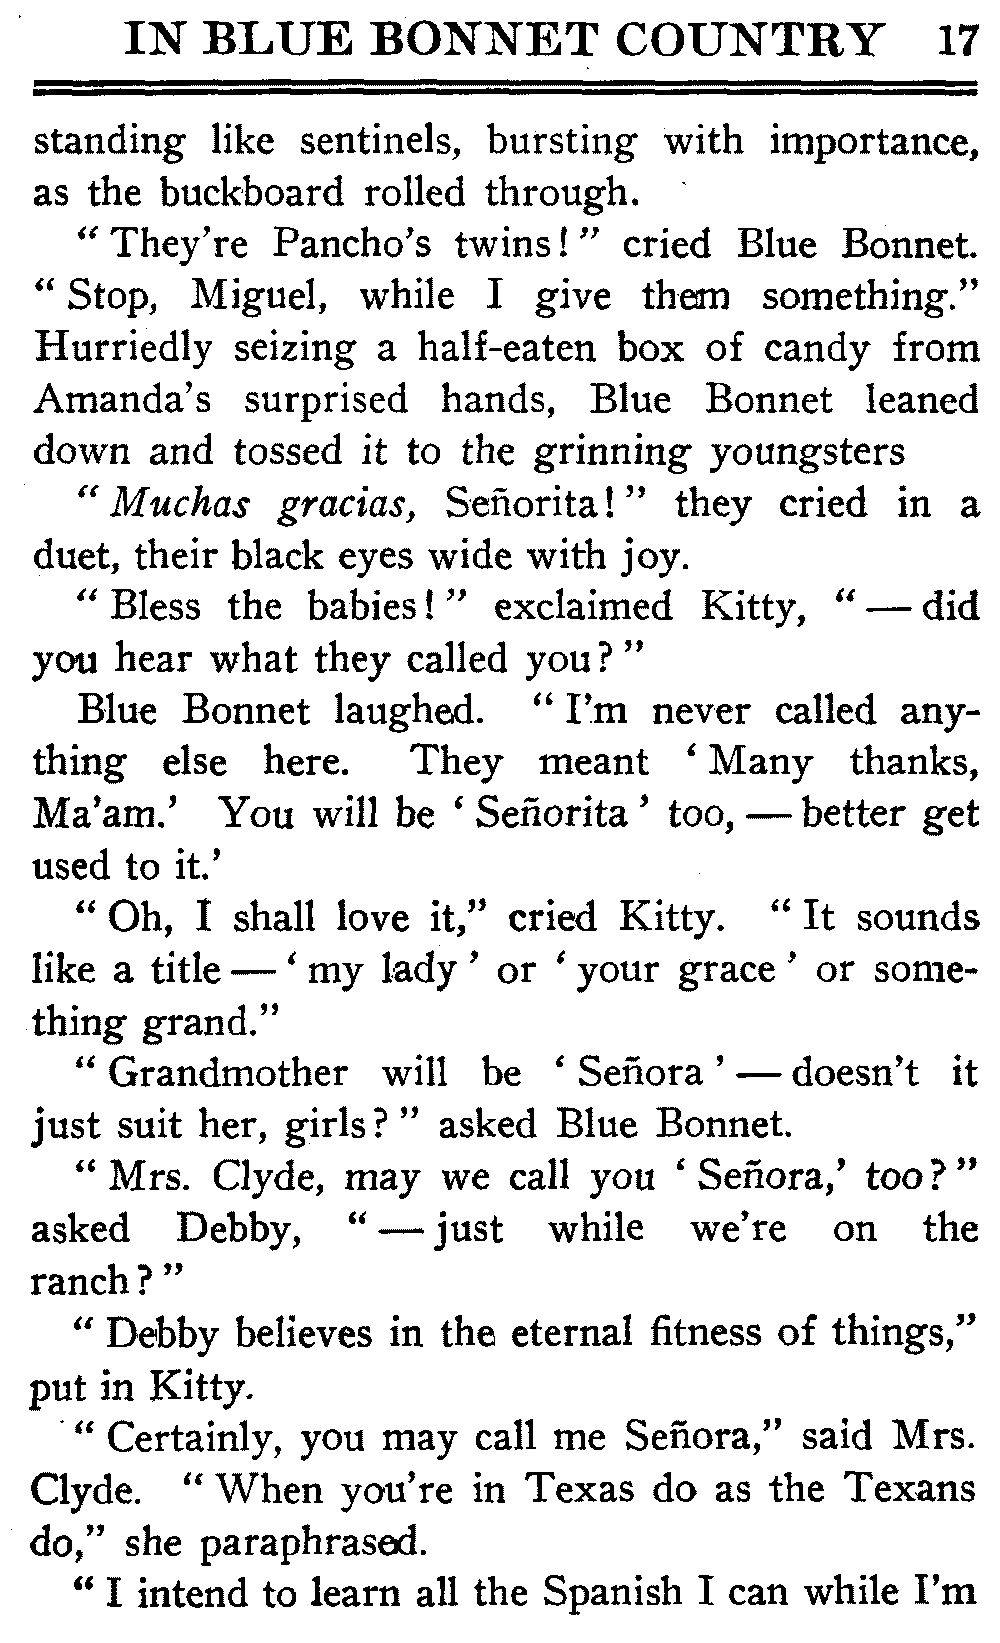 IN BLUE BONNET COUNTRY 17
standing like sentinels, bursting with importance,
as the buckboard rolled through.
“ They’re Pancho’s twins! ” cried Blue Bonnet.
“ Stop, Miguel, while I give them something.”
Hurriedly seizing a half-eaten box of candy from
Amanda’s surprised hands, Blue Bonnet leaned
down and tossed it to the grinning youngsters
“ Muchas gracias, Señorita! ” they cried in a
duet, their black eyes wide with joy.
“ Bless the babies! ” exclaimed Kitty, “ — did
you hear what they called you? ”
Blue Bonnet laughed. “ I’m never called any-
thing else here. They meant ‘ Many thanks,
Ma’am.’ You will be ‘ Señorita ’ too, — better get
used to it.’
“ Oh, I shall love it,” cried Kitty. “ It sounds
like a title — ‘ my lady ’ or ‘ your grace ’ or some-
thing grand.”
“ Grandmother will be ‘ Señora ’ — doesn’t it
just suit her, girls? ” asked Blue Bonnet.
“ Mrs. Clyde, may we call you ‘ Señora,’ too? ”
asked Debby, “ — just while we’re on the
ranch? ”
“ Debby believes in the eternal fitness of things,”
put in Kitty.
“ Certainly, you may call me Señora,” said Mrs.
Clyde. “ When you’re in Texas do as the Texans
do,” she paraphrased.
“ I intend to learn all the Spanish I can while I’m